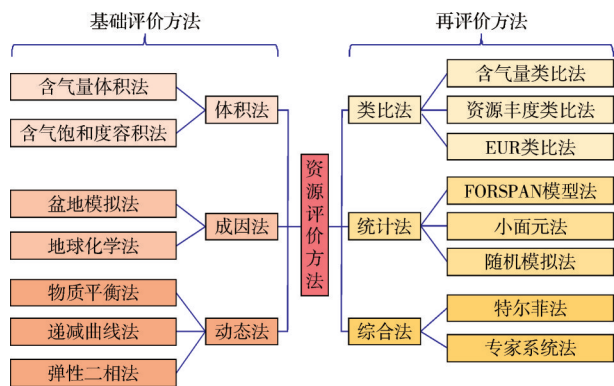 基础评价方法
再评价方法
含气量体积法
含气饱和度容积法
体积法
盆地模拟法
地球化学法
成因法
物质平衡法
递减曲线法
弹性二相法
动态法
资源评价方法
类比法
含气量类比法
资源丰度类比法
EUR类比法
统计法
FORSPAN模型法
小面元法
随机模拟法
综合法
特尔菲法
专家系统法